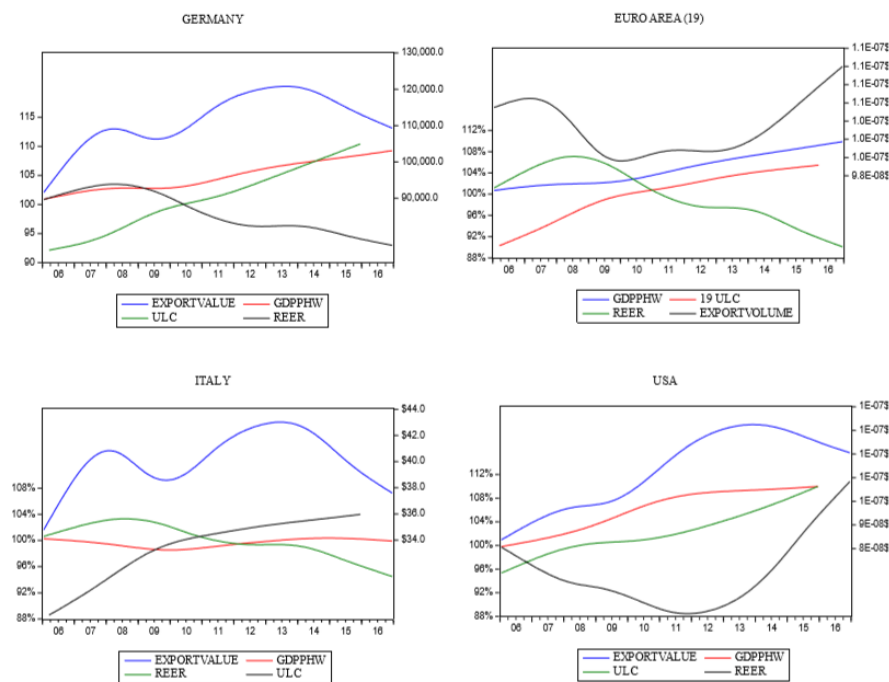 GERMANY
130,000.0
120,000.0
110,000.0
100,000.0
90,000.0
115
110
105
100
95
90
06 07 08 09 10 11 12 13 14 15 16
EXPORTVALUE GDPPHW
ULC REER
EURO AREA (19)
1.1E-07$
1.1E-07$
1.1E-07$
1.1E-07$
1.0E-07$
1.0E-07$
1.0E-07$
9.8E-08$
112%
108%
104%
100%
96%
92%
88%
06 07 08 09 10 11 12 13 14 15 16
GDPPHW 19 ULC
REER EXPORTVOLUME
ITALY
$44.0
$42.0
$40.0
$38.0
$36.0
$34.0
108%
104%
100%
96%
92%
88%
06 07 08 09 10 11 12 13 14 15 16
EXPORTVALUE GDPPHW
REER ULC
USA
1E-07$
1E-07$
1E-07$
1E-07$
1E-07$
9E-08$
8E-08$
112%
108%
104%
100%
96%
92%
88%
06 07 08 09 10 11 12 13 14 15 16
EXPORTVALUE GDPPHW
ULC REER